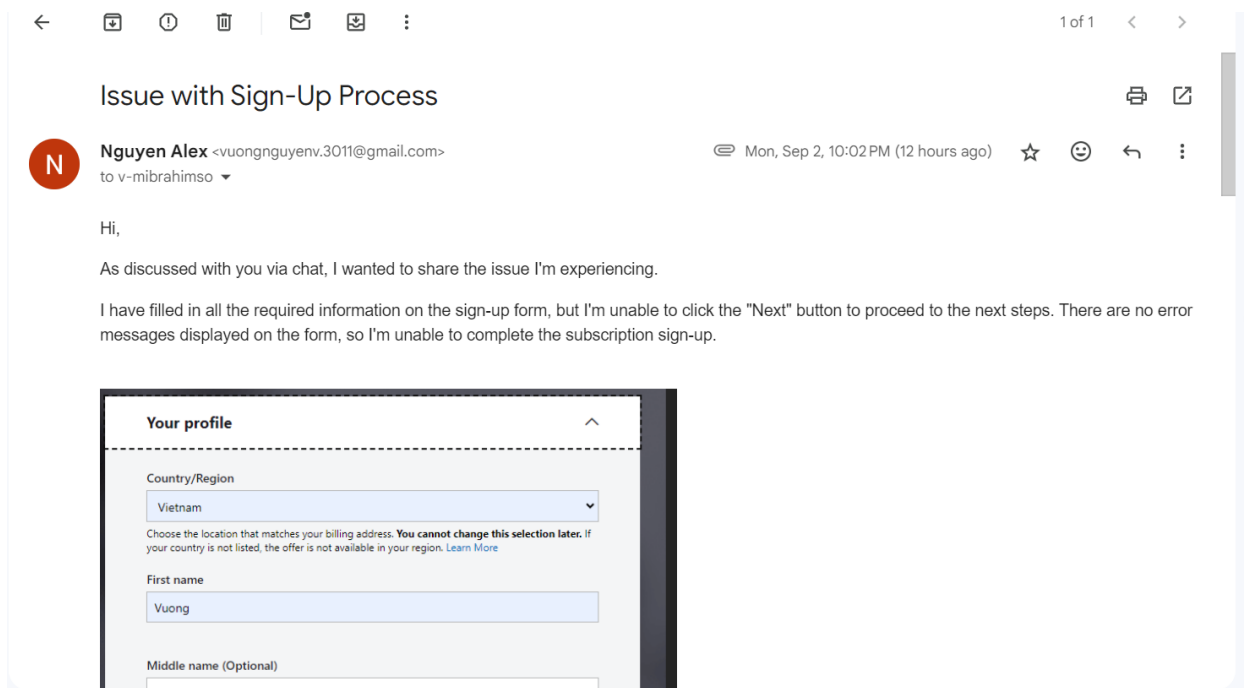 1 of 1
Issue with Sign-Up Process
N
Nguyen Alex <vuongnguyenv.3011@gmail.com>
Mon, Sep 2, 10:02 PM (12 hours ago)
to v-mibrahimso
Hi,
As discussed with you via chat, I wanted to share the issue I'm experiencing.
I have filled in all the required information on the sign-up form, but I'm unable to click the "Next" button to proceed to the next steps. There are no error
messages displayed on the form, so I'm unable to complete the subscription sign-up.
Your profile
Country/Region
Vietnam
Choose the location that matches your billing address. You cannot change this selection later. If
your country is not listed, the offer is not available in your region. Learn More
First name
Vuong
Middle name (Optional)